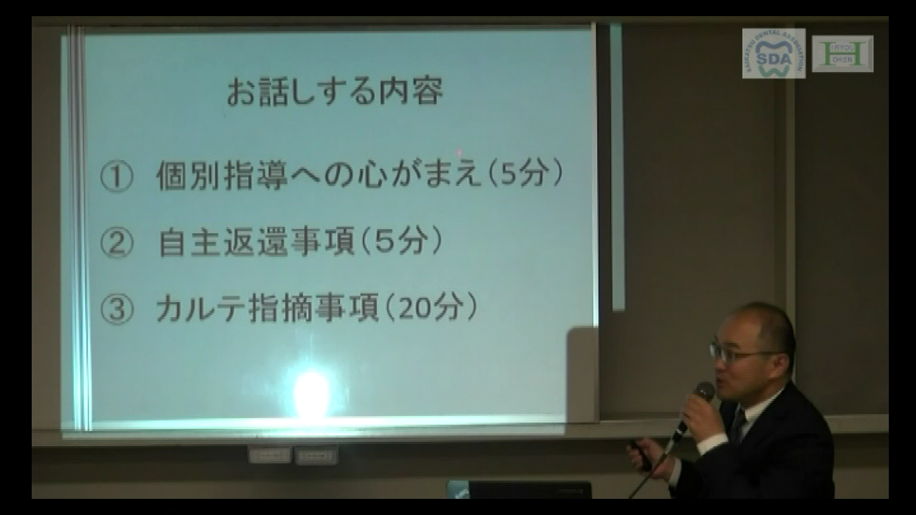 お話しする内容
① 個別指導への心がまえ（5分）
② 自主返還事項（５分）
③ カルテ指摘事項（20分）
SDA
H